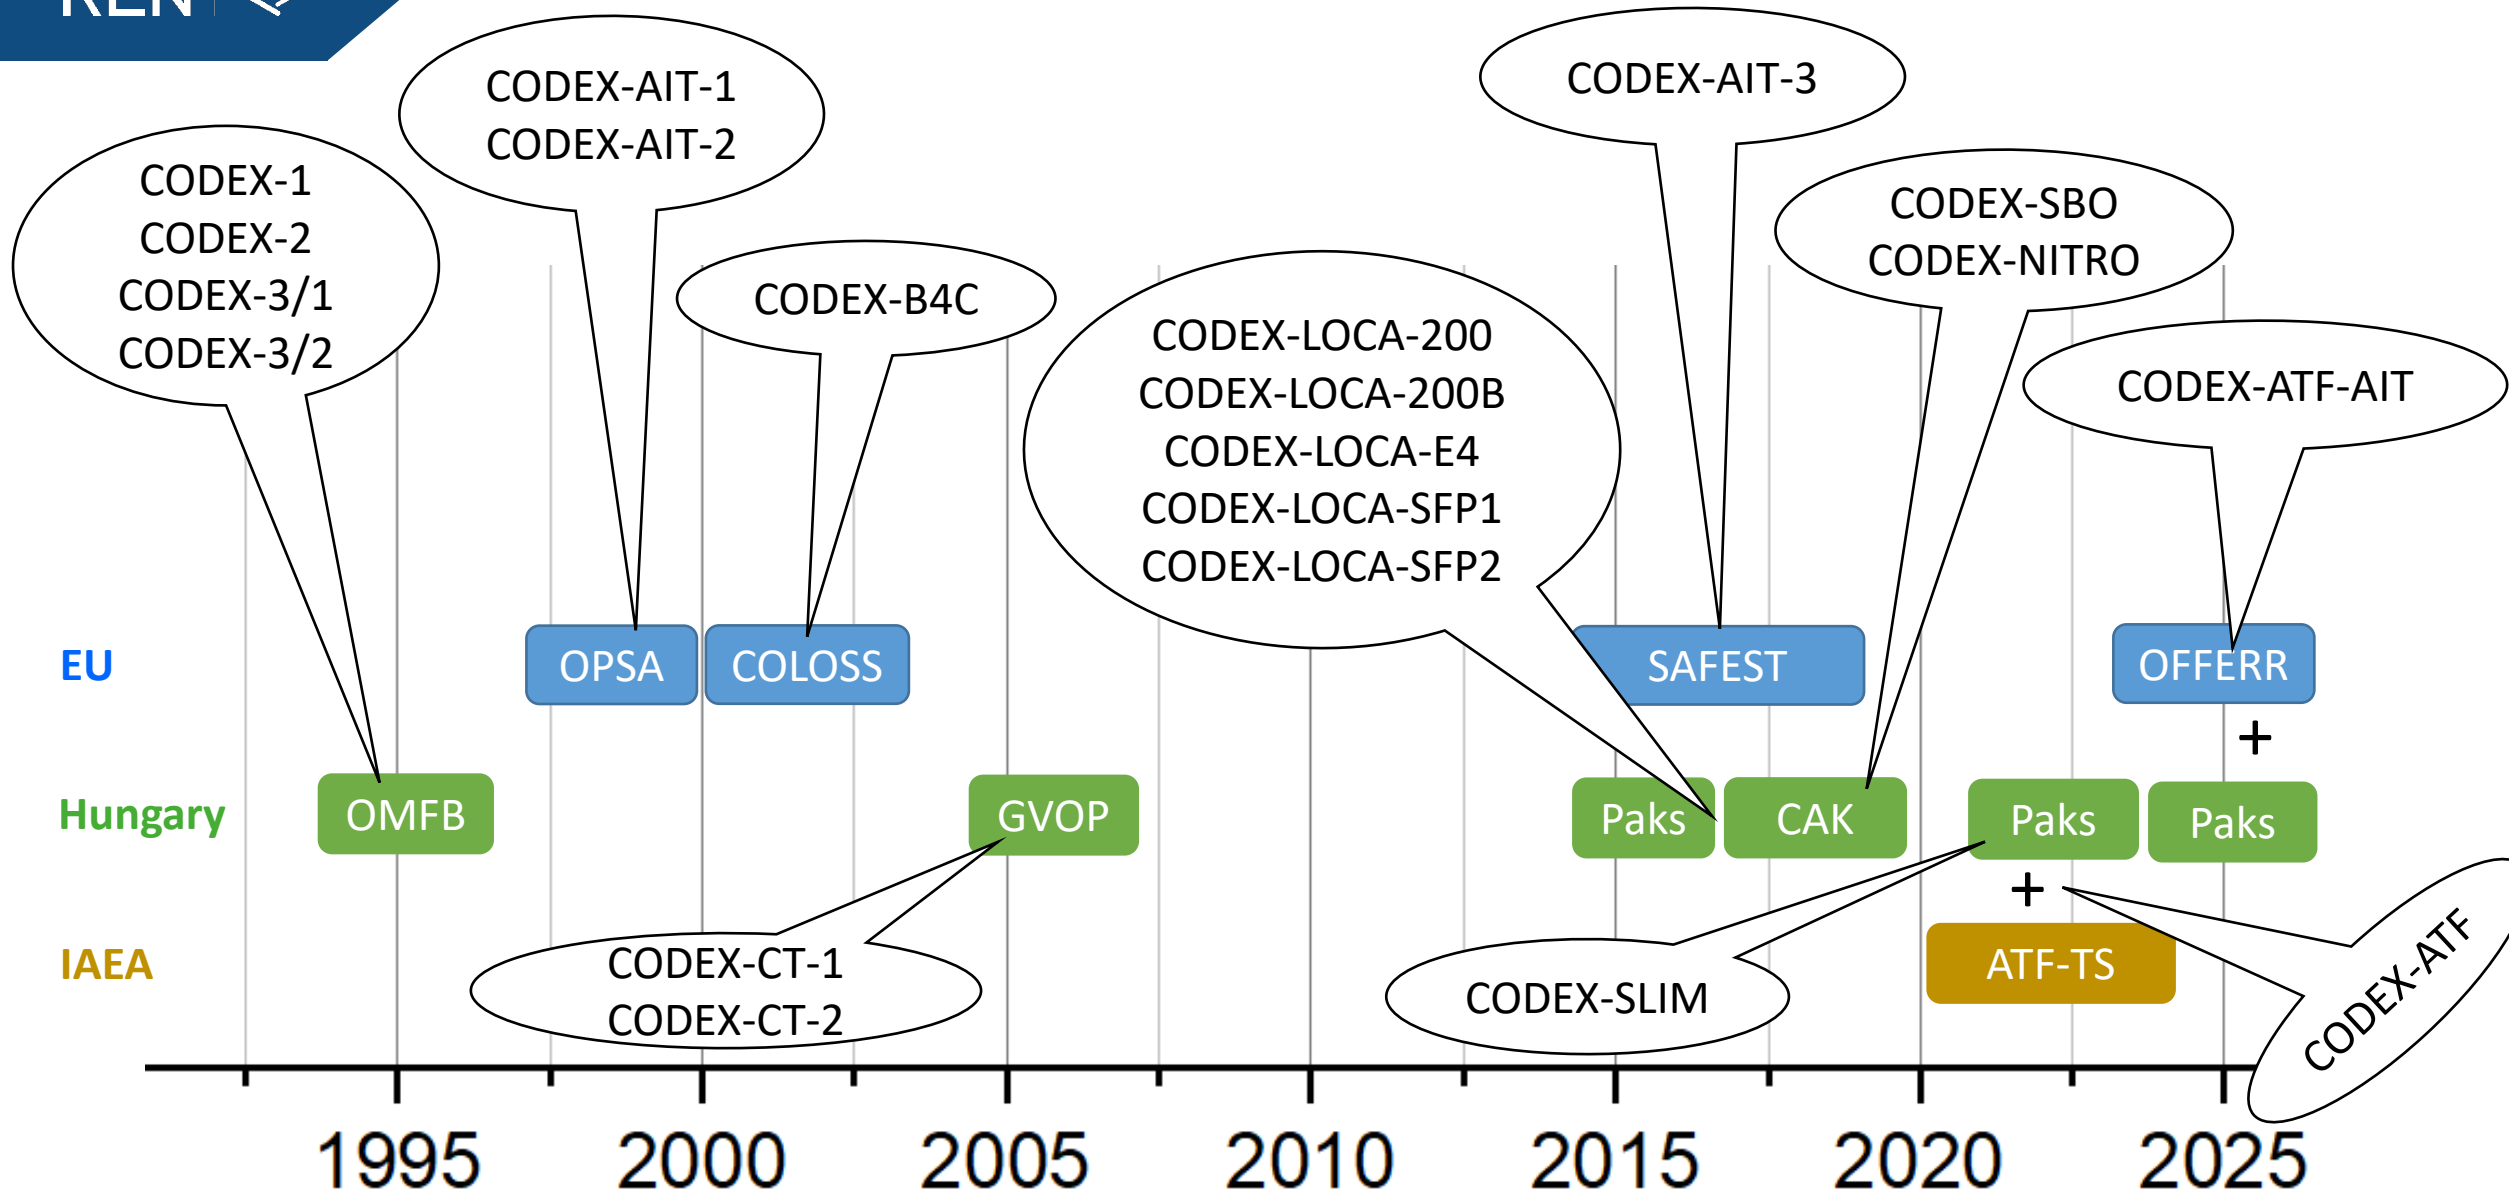 CODEX-AIT-1
CODEX-AIT-2
CODEX-AIT-3
CODEX-1
CODEX-2
CODEX-3/1
CODEX-3/2
CODEX-SBO
CODEX-NITRO
CODEX-B4C
CODEX-LOCA-200
CODEX-LOCA-200B
CODEX-LOCA-E4
CODEX-LOCA-SFP1
CODEX-LOCA-SFP2
CODEX-ATF-AIT
EU
OPSA
COLOSS
SAFEST
OFFERR
+
Hungary
OMFB
GVOP
Paks
CAK
Paks
Paks
+
IAEA
ATF-TS
CODEX-CT-1
CODEX-CT-2
CODEX-SLIM
CODEX-ATF
1995 2000 2005 2010 2015 2020 2025